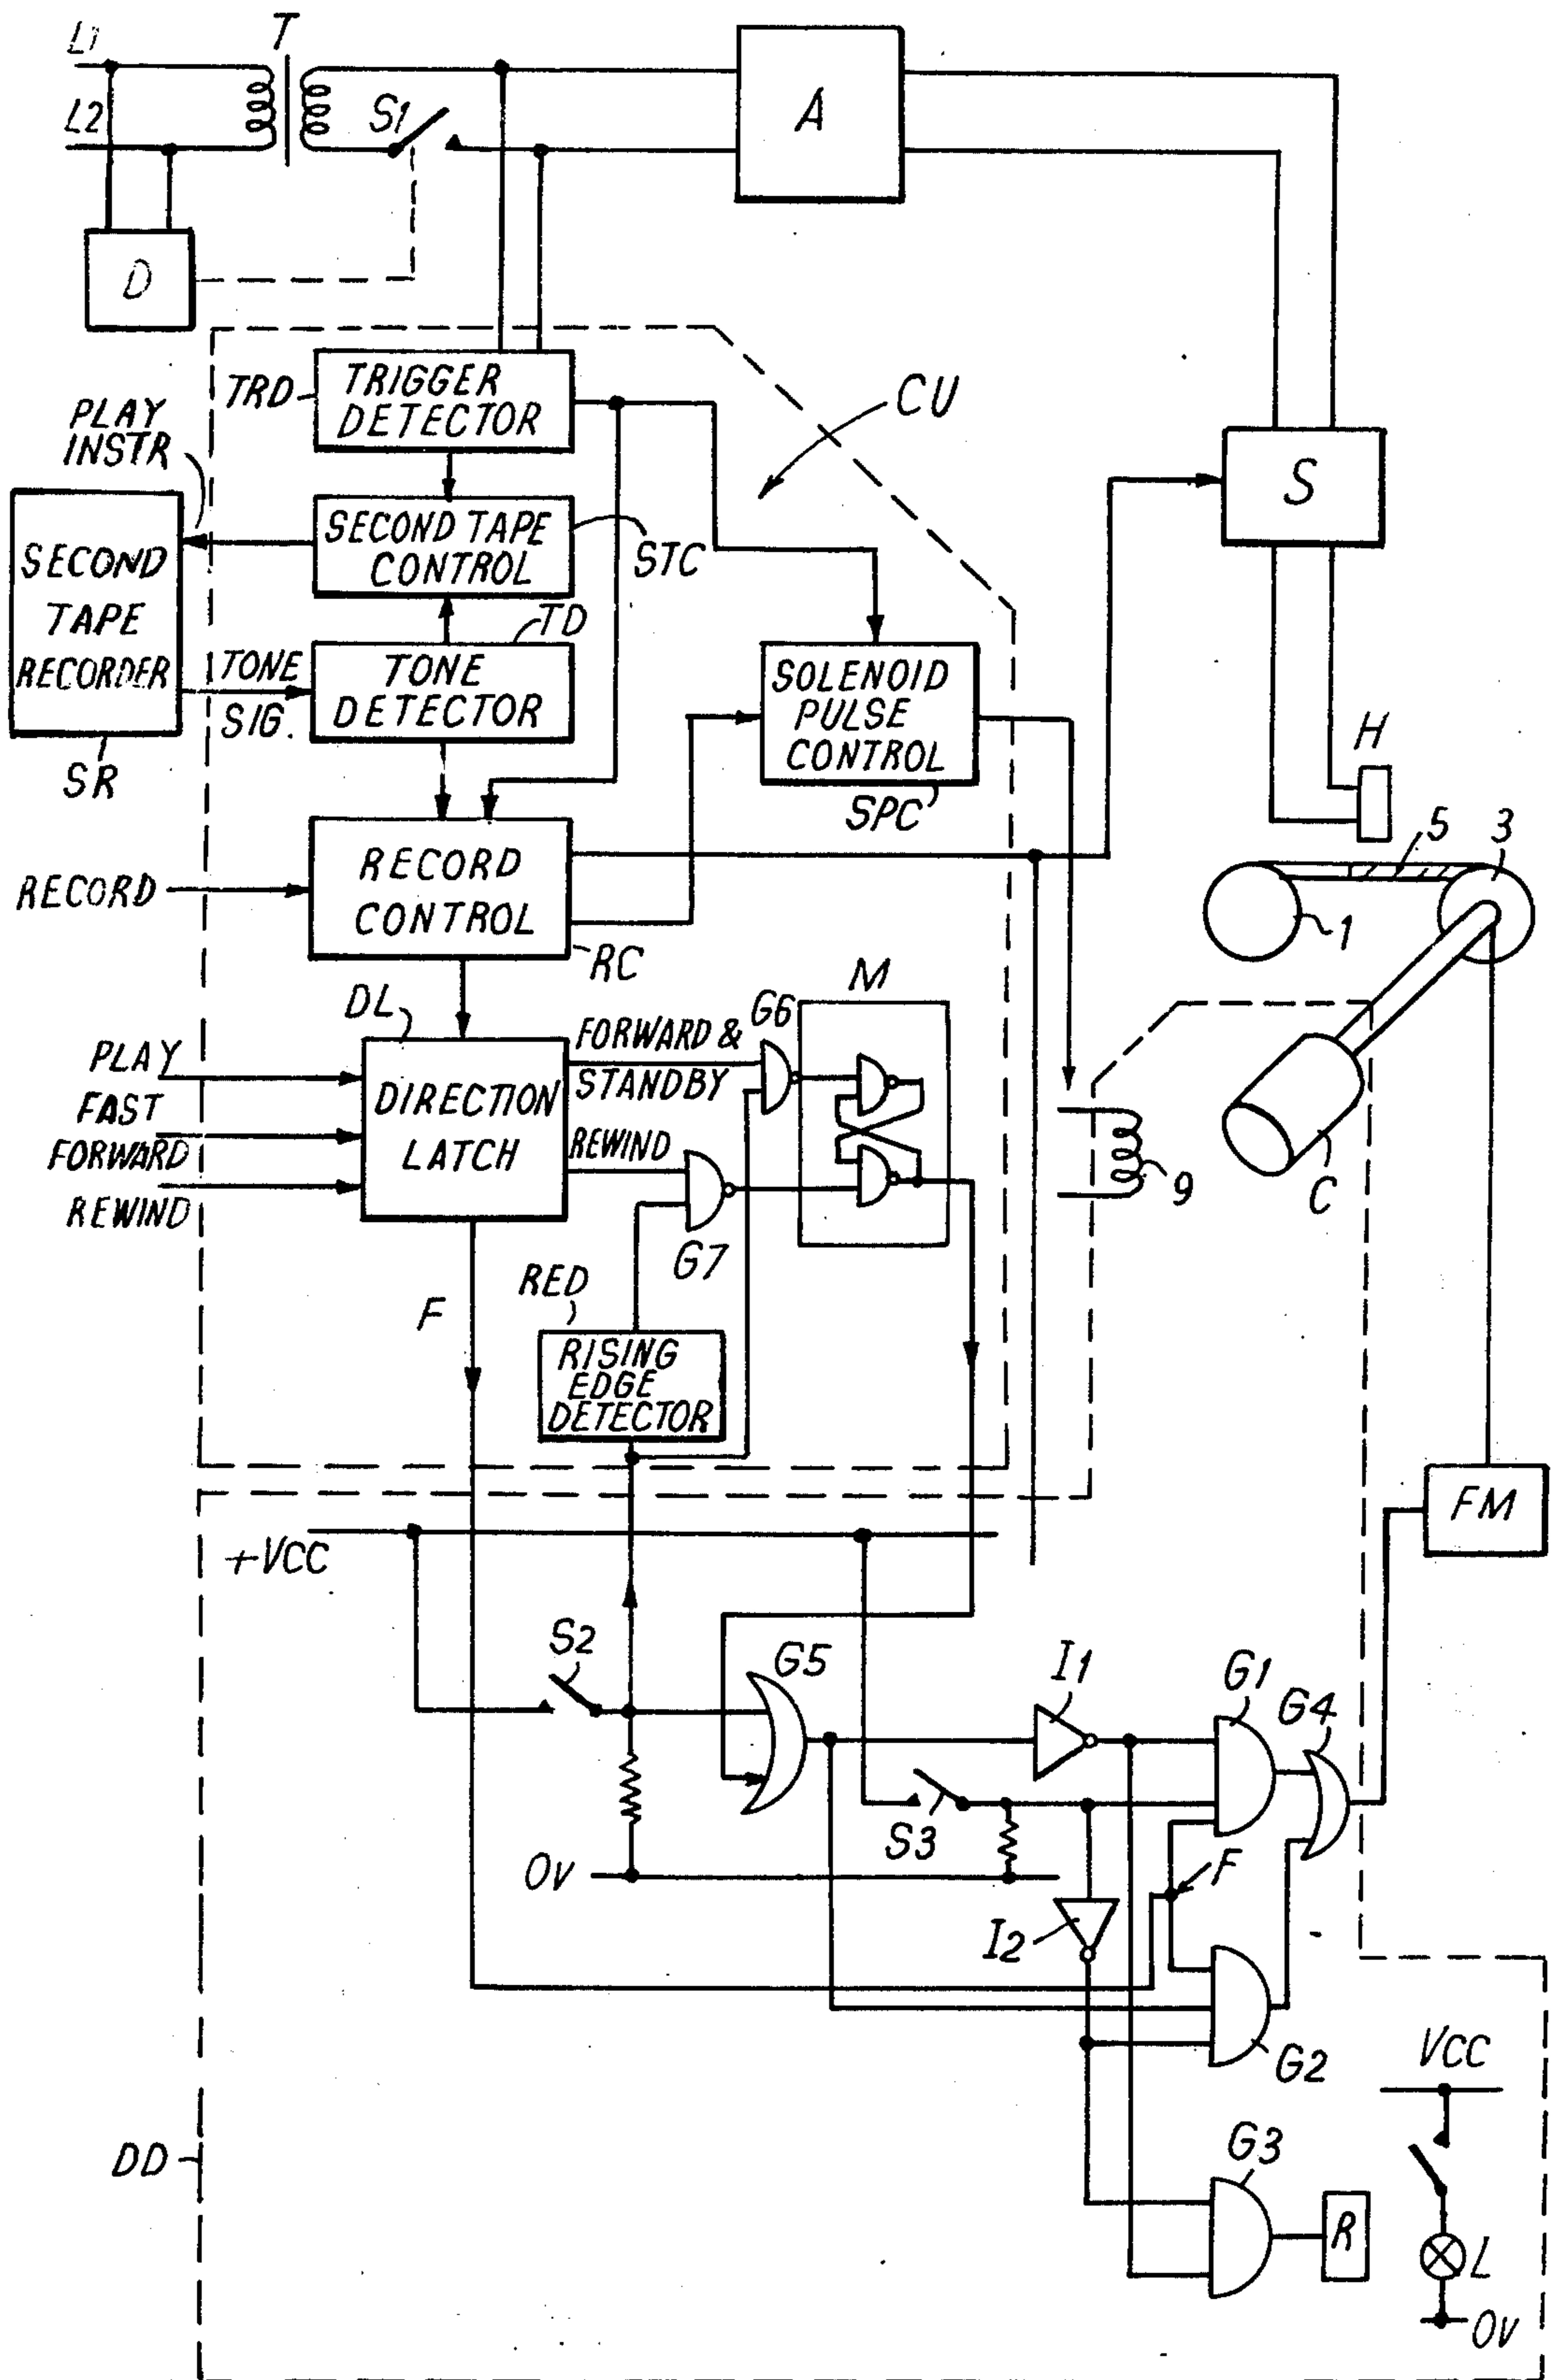 L1
T
L2
S1
A
D
TRD
TRIGGER
DETECTOR
CU
PLAY
INSTR
S
SECOND
TAPE
RECORDER
SECOND TAPE
CONTROL
STC
TD
TONE
SIG.
TONE
DETECTOR
SOLENOID
PULSE
CONTROL
H
SR
SPC
5
3
RECORD
RECORD
CONTROL
1
RC
M
DL
FORWARD &
STANDBY
G6
PLAY
FAST
FORWARD
REWIND
DIRECTION
LATCH
REWIND
9
C
G7
RED
F
RISING
EDGE
DETECTOR
FM
+VCC
S2
G5
I1
G1
G4
S3
0V
F
I2
G2
VCC
DD
G3
R
L
0V